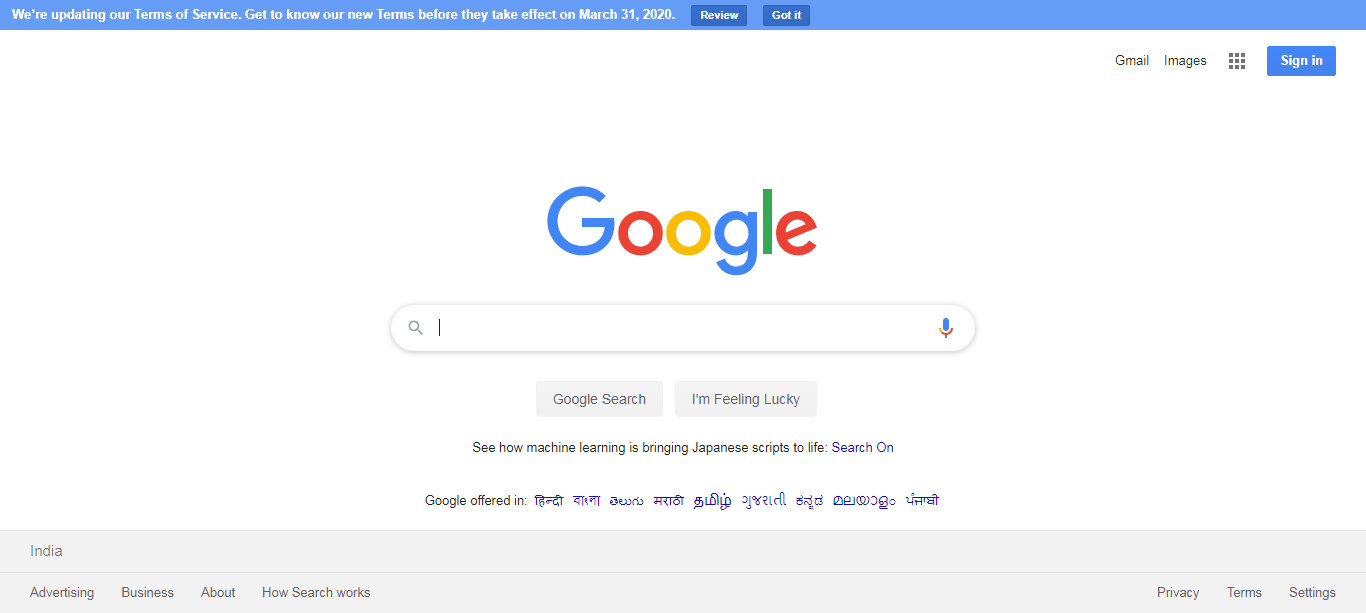 We're updating our Terms of Service. Get to know our new Terms before they take effect on March 31, 2020. Review Got it
Gmail Images Sign in
Google
Google Search I'm Feeling Lucky
See how machine learning is bringing Japanese scripts to life: Search On
Google offered in: हिन्दी বাংলা తెలుగు मराठी தமிழ் ગુજરાતી ಕನ್ನಡ മലയാളം ਪੰਜਾਬੀ
India
Advertising Business About How Search works Privacy Terms Settings